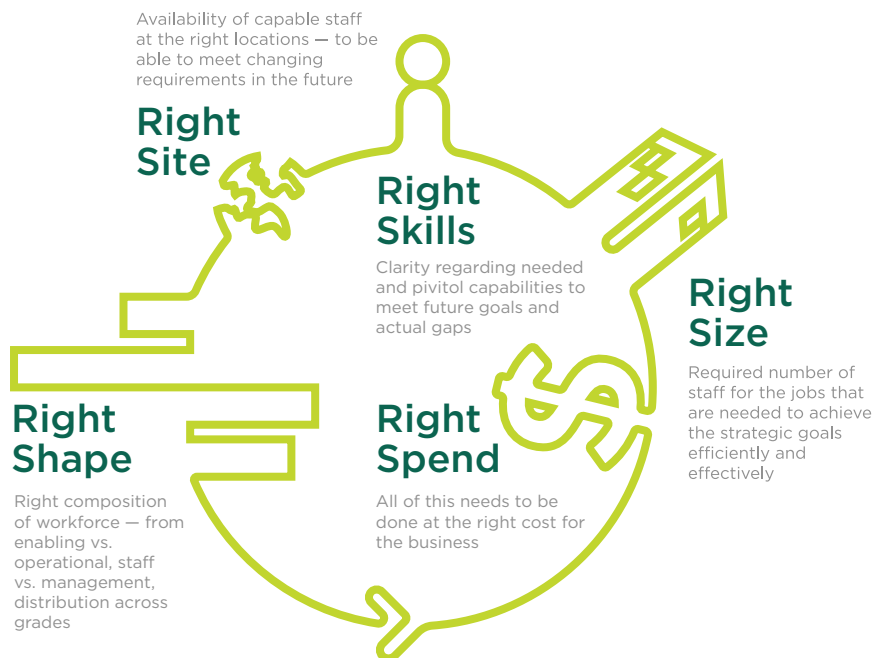 Availability of capable staff
at the right locations — to be
able to meet changing
requirements in the future
Right
Site
Right
Skills
Clarity regarding needed
and pivitol capabilities to
meet future goals and
actual gaps
Right
Size
Required number of
staff for the jobs that
are needed to achieve
the strategic goals
efficiently and
effectively
Right
Shape
Right composition
of workforce — from
enabling vs.
operational, staff
vs. management,
distribution across
grades
Right
Spend
All of this needs to be
done at the right cost for
the business